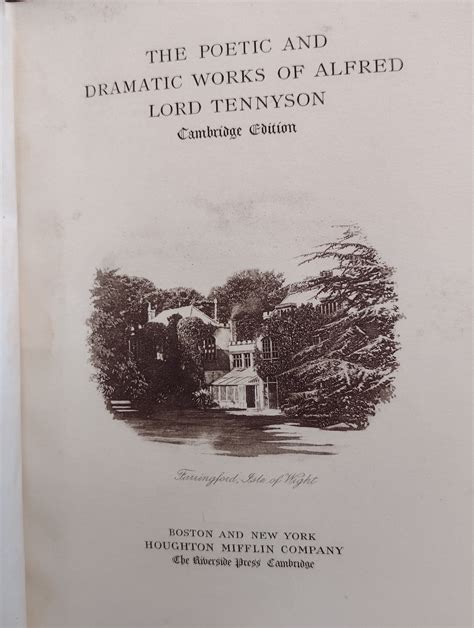 THE POETIC AND
DRAMATIC WORKS OF ALFRED
LORD TENNYSON
Cambridge Edition
Farringford, Isle of Wight
BOSTON AND NEW YORK
HOUGHTON MIFFLIN COMPANY
The Riverside Press Cambridge